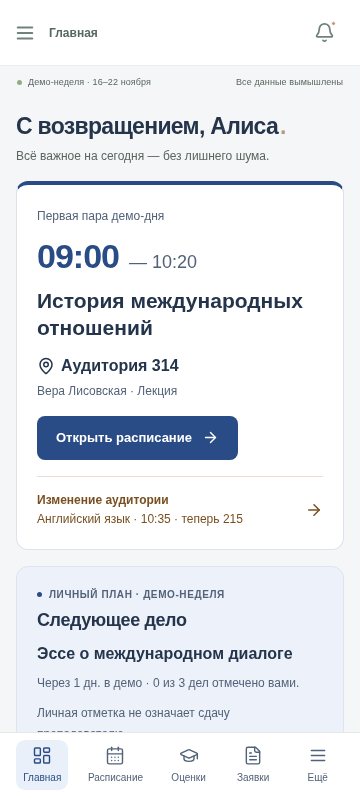 Главная
Демо-неделя · 16–22 ноября
Все данные вымышлены
С возвращением, Алиса.
Всё важное на сегодня — без лишнего шума.
Первая пара демо-дня
09:00 — 10:20
История международных
отношений
Аудитория 314
Вера Лисовская · Лекция
Открыть расписание
Изменение аудитории
Английский язык · 10:35 · теперь 215
ЛИЧНЫЙ ПЛАН · ДЕМО-НЕДЕЛЯ
Следующее дело
Эссе о международном диалоге
Через 1 дн. в демо · 0 из 3 дел отмечено вами.
Личная отметка не означает сдачу
Главная
Расписание
Оценки
Заявки
Ещё